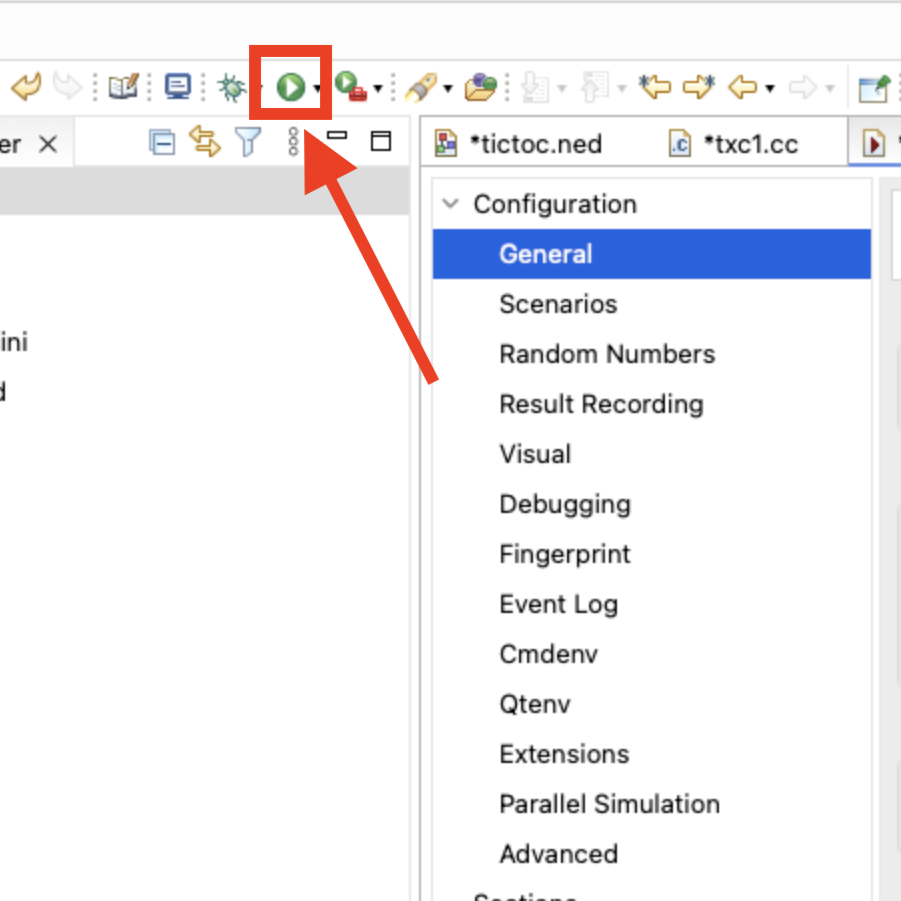 er
*tictoc.ned
*txc1.cc
Configuration
General
Scenarios
ini
Random Numbers
d
Result Recording
Visual
Debugging
Fingerprint
Event Log
Cmdenv
Qtenv
Extensions
Parallel Simulation
Advanced
Sections